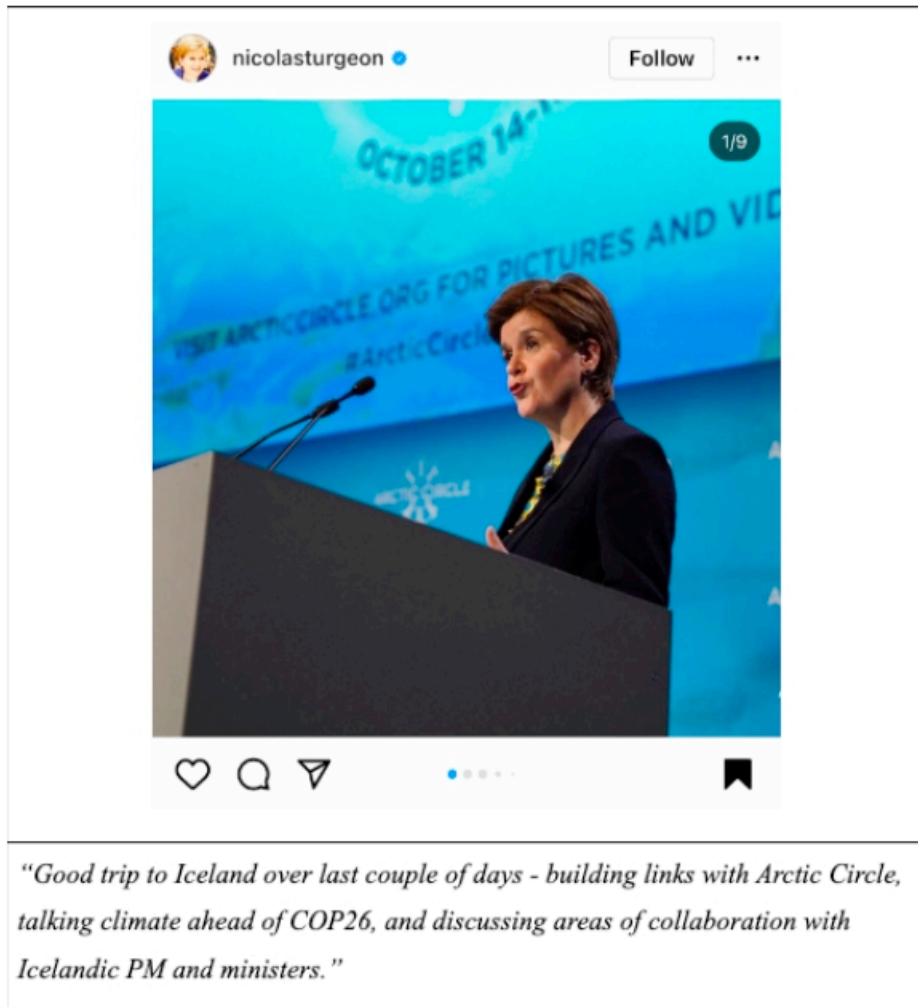 nicolasturgeon
Follow
1/9
OCTOBER 14-1
VISIT ARCTICCIRCLE.ORG FOR PICTURES AND VID
#ArcticCircle
ARCTIC CIRCLE
A
A
“Good trip to Iceland over last couple of days - building links with Arctic Circle,
talking climate ahead of COP26, and discussing areas of collaboration with
Icelandic PM and ministers.”